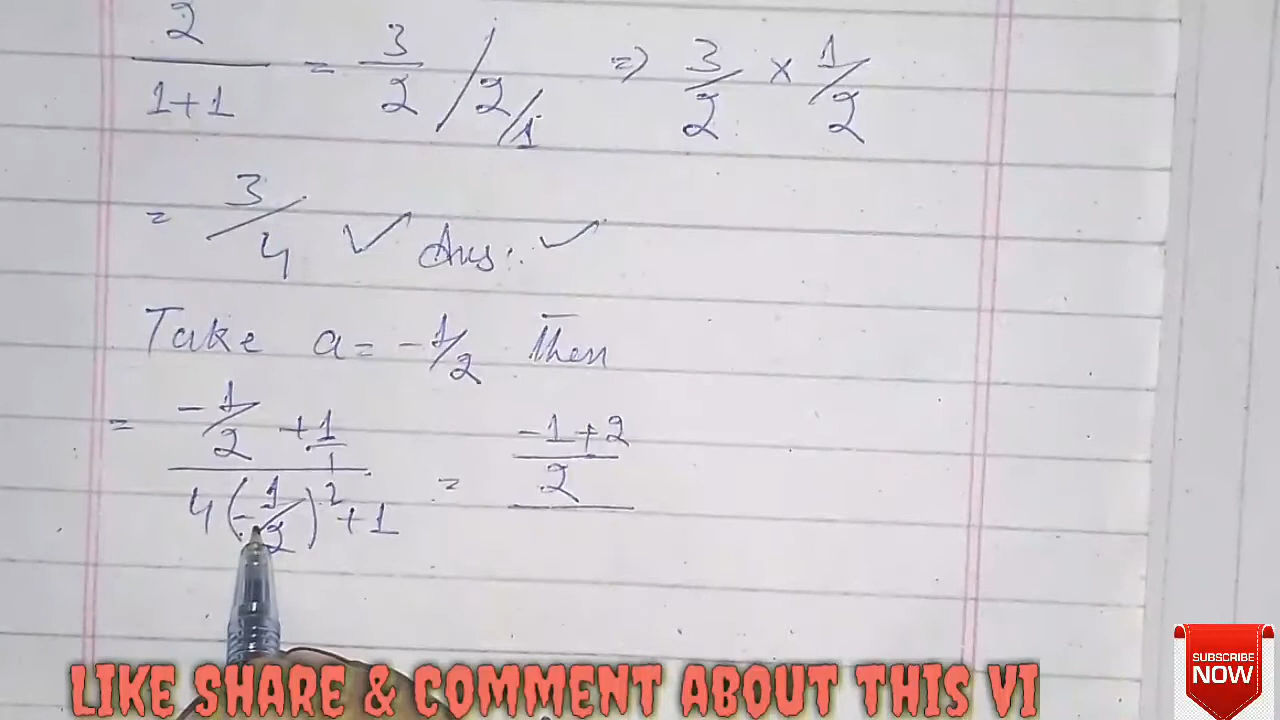 2 / 1+1 = 3/2 / 2/1 => 3/2 × 1/2
= 3/4 ✓ Ans: ✓
Take a = -1/2 Then
= -1/2 + 1/1 / 4(-1/2)² + 1 = -1+2 / 2
SUBSCRIBE
NOW
LIKE SHARE & COMMENT ABOUT THIS VI